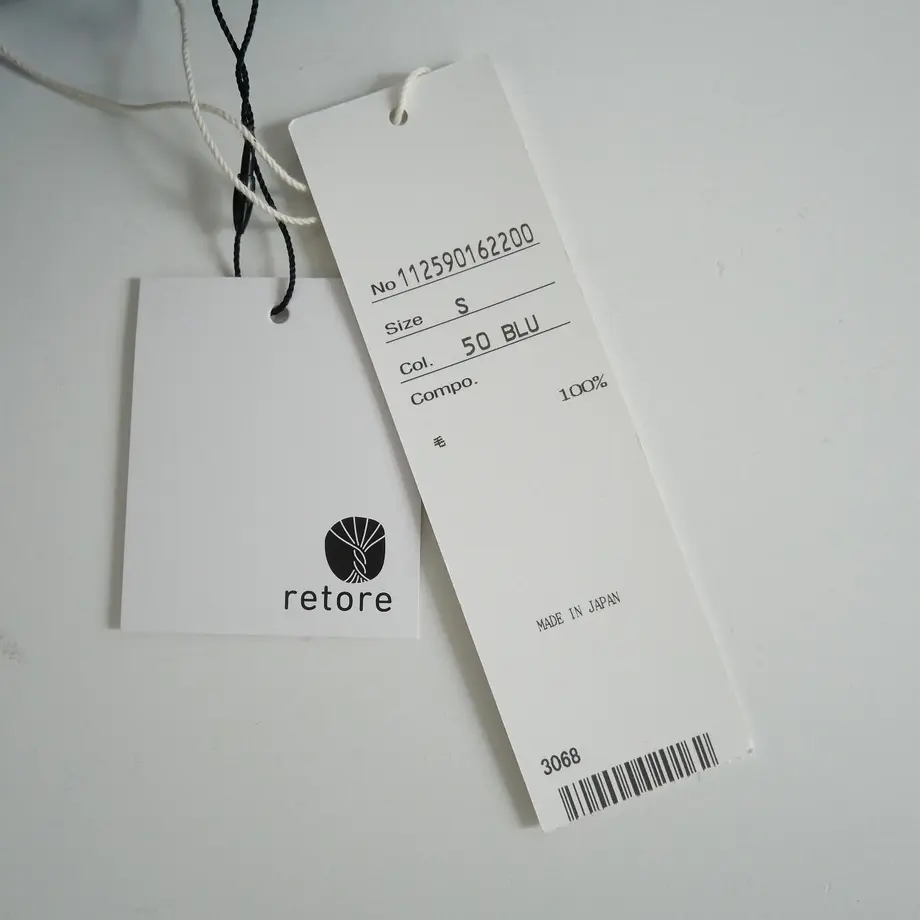 No 112590162200
Size S
Col. 50 BLU
Compo.
100%
毛
MADE IN JAPAN
3068
retore